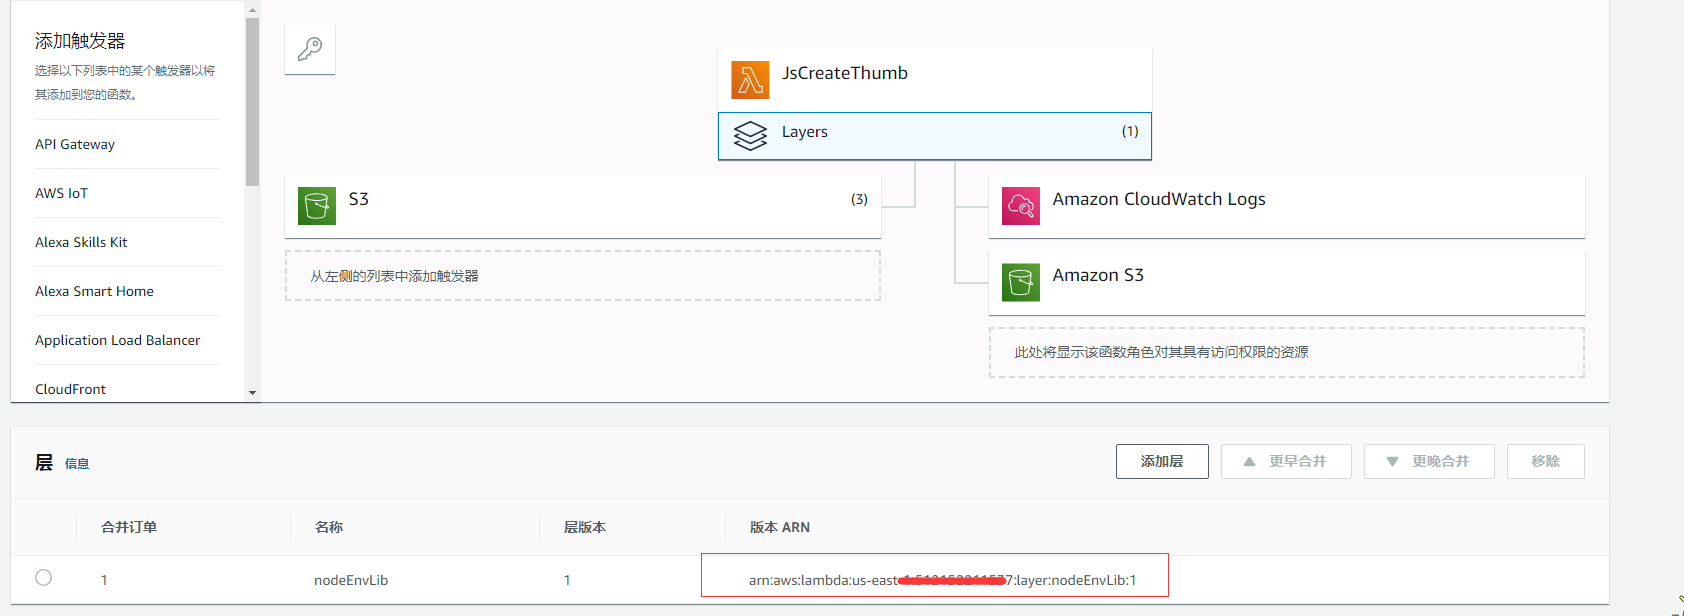 添加触发器
选择以下列表中的某个触发器以将
其添加到您的函数。
API Gateway
AWS IoT
Alexa Skills Kit
Alexa Smart Home
Application Load Balancer
CloudFront
JsCreateThumb
Layers (1)
S3 (3)
从左侧的列表中添加触发器
Amazon CloudWatch Logs
Amazon S3
此处将显示该函数角色对其具有访问权限的资源
层 信息
添加层 更早合并 更晚合并 移除
合并订单 名称 层版本 版本 ARN
1 nodeEnvLib 1 arn:aws:lambda:us-east 7:layer:nodeEnvLib:1